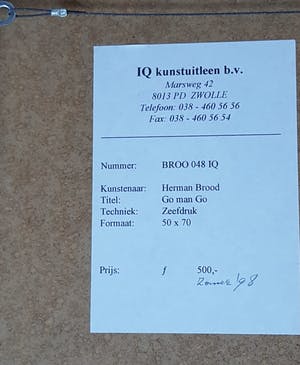 IQ kunstuitleen b.v.
Marsweg 42
8013 PD ZWOLLE
Telefoon: 038 - 460 56 56
Fax: 038 - 460 56 54
Nummer: BROO 048 IQ
Kunstenaar: Herman Brood
Titel: Go man Go
Techniek: Zeefdruk
Formaat: 50 x 70
Prijs: ƒ 500,-
Zomer '98